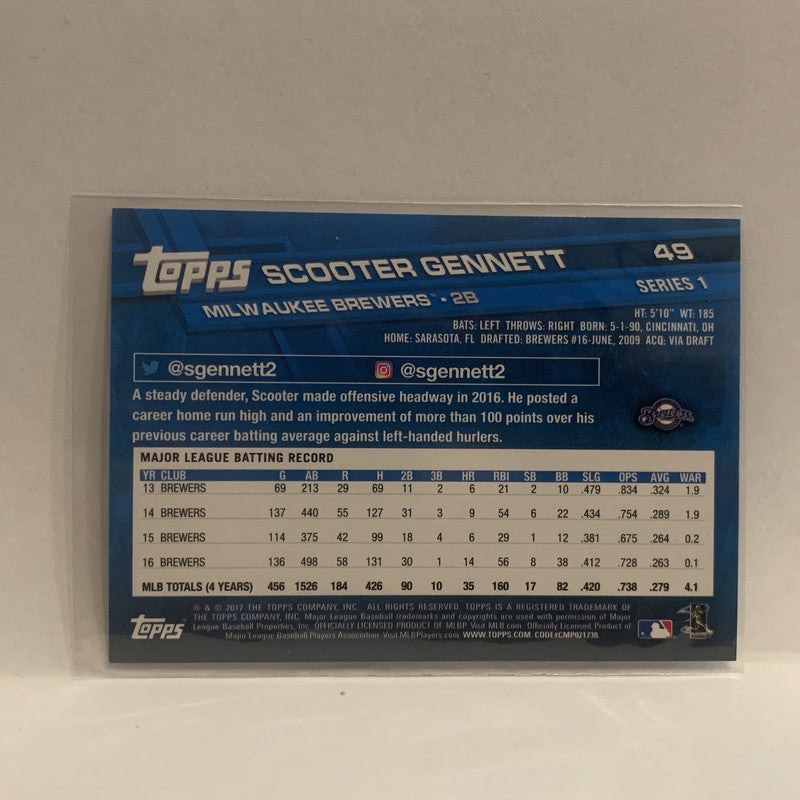 TOPPS SCOOTER GENNETT 49
MILWAUKEE BREWERS™ • 2B SERIES 1
HT: 5'10" WT: 185
BATS: LEFT THROWS: RIGHT BORN: 5-1-90, CINCINNATI, OH
HOME: SARASOTA, FL DRAFTED: BREWERS #16-JUNE, 2009 ACQ: VIA DRAFT
@sgennett2 @sgennett2
A steady defender, Scooter made offensive headway in 2016. He posted a
career home run high and an improvement of more than 100 points over his
previous career batting average against left-handed hurlers.
Brewers
MAJOR LEAGUE BATTING RECORD
YR CLUB G AB R H 2B 3B HR RBI SB BB SLG OPS AVG WAR
13 BREWERS 69 213 29 69 11 2 6 21 2 10 .479 .834 .324 1.9
14 BREWERS 137 440 55 127 31 3 9 54 6 22 .434 .754 .289 1.9
15 BREWERS 114 375 42 99 18 4 6 29 1 12 .381 .675 .264 0.2
16 BREWERS 136 498 58 131 30 1 14 56 8 38 .412 .728 .263 0.1
MLB TOTALS (4 YEARS) 456 1526 184 426 90 10 35 160 17 82 .420 .738 .279 4.1
® & © 2017 THE TOPPS COMPANY, INC. ALL RIGHTS RESERVED. TOPPS IS A REGISTERED TRADEMARK OF
THE TOPPS COMPANY, INC. Major League Baseball trademarks and copyrights are used with permission of Major
League Baseball Properties, Inc. OFFICIALLY LICENSED PRODUCT OF MLBP. Visit MLB.com. Officially Licensed Product of
Major League Baseball Players Association. Visit MLBPlayers.com. WWW.TOPPS.COM. CODE#CMP021730.
TOPPS